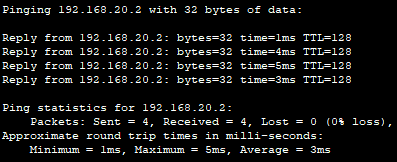 Pinging 192.168.20.2 with 32 bytes of data:
Reply from 192.168.20.2: bytes=32 time=1ms TTL=128
Reply from 192.168.20.2: bytes=32 time=4ms TTL=128
Reply from 192.168.20.2: bytes=32 time=5ms TTL=128
Reply from 192.168.20.2: bytes=32 time=3ms TTL=128
Ping statistics for 192.168.20.2:
Packets: Sent = 4, Received = 4, Lost = 0 (0% loss),
Approximate round trip times in milli-seconds:
Minimum = 1ms, Maximum = 5ms, Average = 3ms